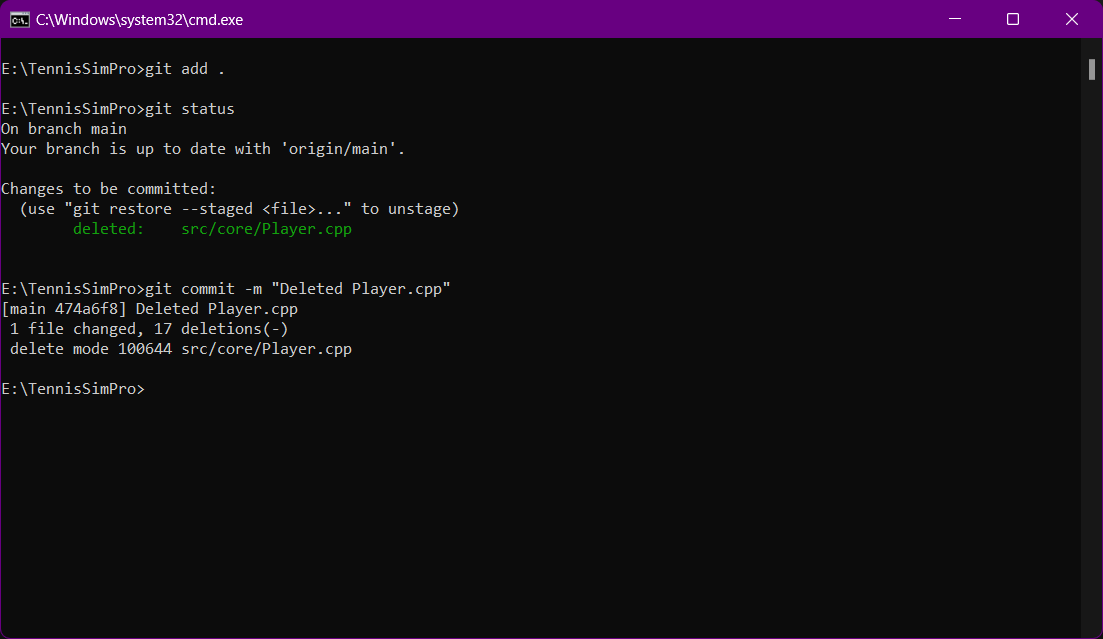 C:\Windows\system32\cmd.exe
E:\TennisSimPro>git add .
E:\TennisSimPro>git status
On branch main
Your branch is up to date with 'origin/main'.
Changes to be committed:
  (use "git restore --staged <file>..." to unstage)
        deleted:    src/core/Player.cpp
E:\TennisSimPro>git commit -m "Deleted Player.cpp"
[main 474a6f8] Deleted Player.cpp
 1 file changed, 17 deletions(-)
 delete mode 100644 src/core/Player.cpp
E:\TennisSimPro>